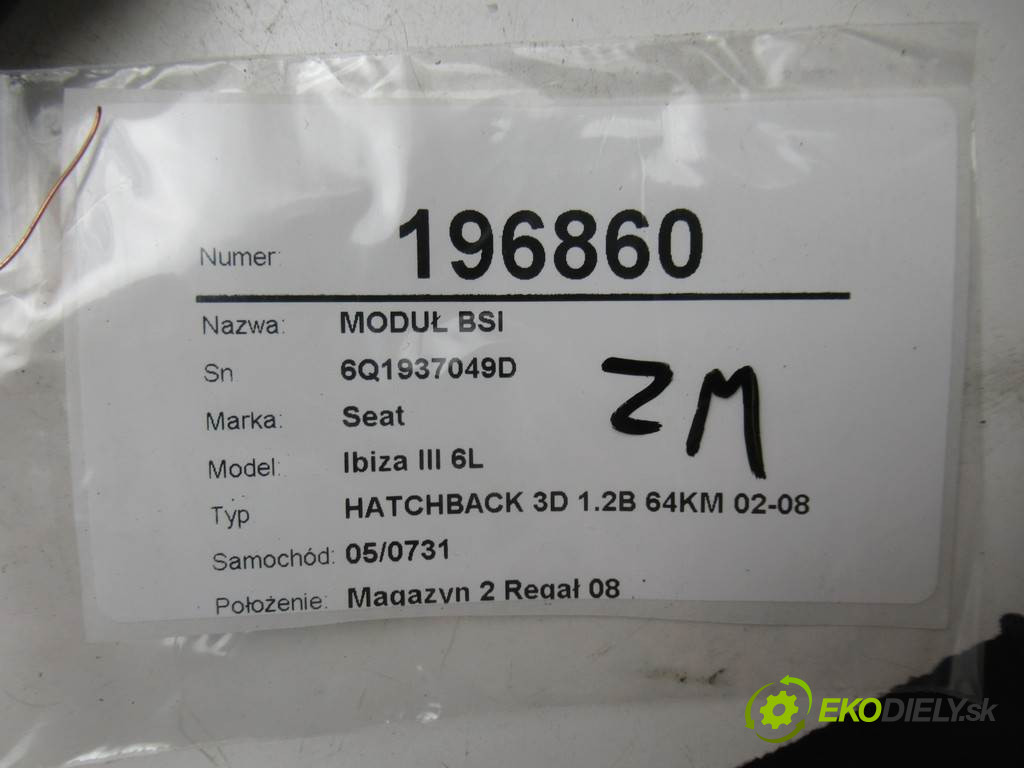 Numer: 196860
Nazwa: MODUŁ BSI
Sn 6Q1937049D
ZM
Marka: Seat
Model: Ibiza III 6L
Typ HATCHBACK 3D 1.2B 64KM 02-08
Samochód: 05/0731
Położenie: Magazyn 2 Regał 08
EKODIELY.sk